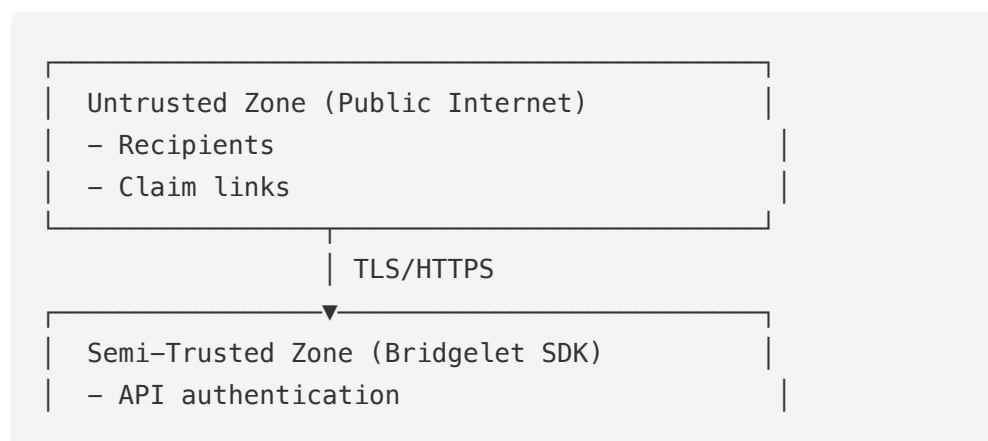 Untrusted Zone (Public Internet)
- Recipients
- Claim links
TLS/HTTPS
Semi-Trusted Zone (Bridgelet SDK)
- API authentication